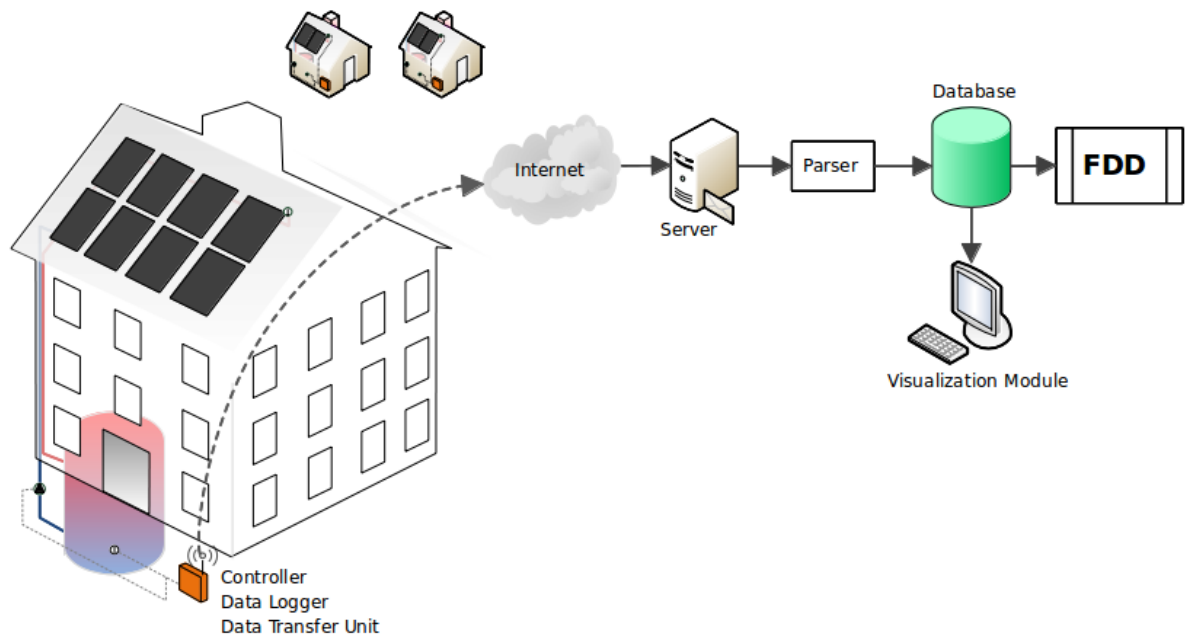 Database
Internet
Parser
FDD
Server
Visualization Module
Controller
Data Logger
Data Transfer Unit